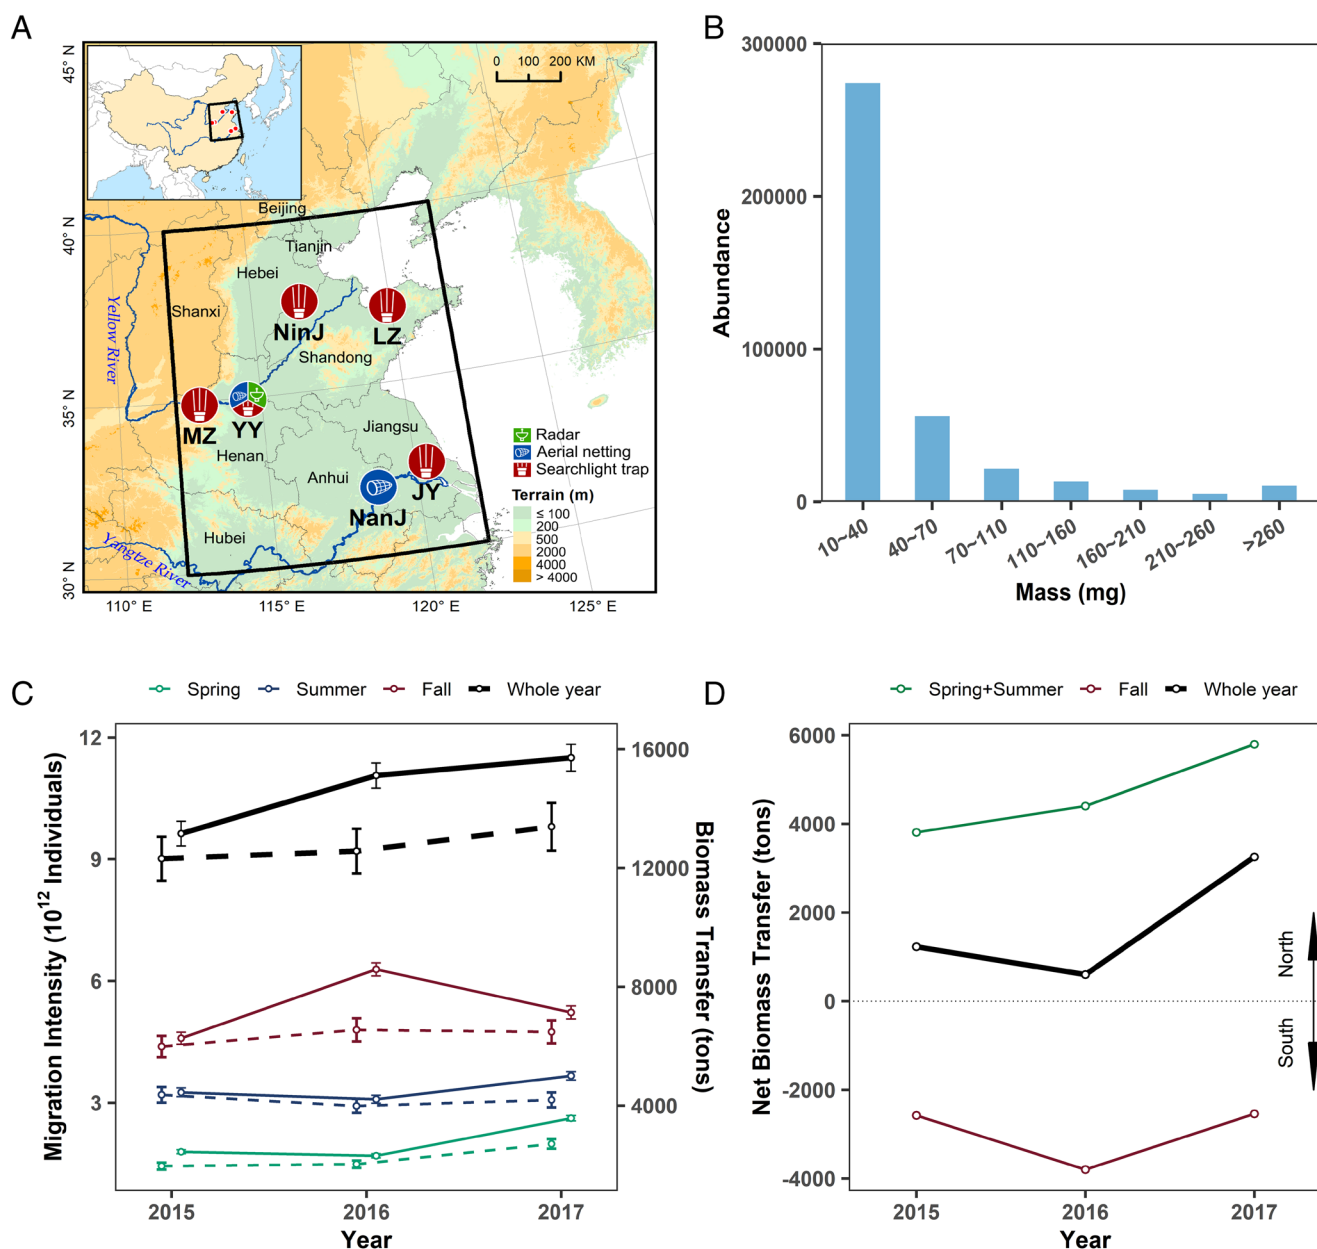 A
45° N
40° N
35° N
30° N
110° E
115° E
120° E
125° E
0 100 200 KM
Beijing
Tianjin
Hebei
Shanxi
NinJ
LZ
Shandong
Yellow River
MZ
YY
Henan
Jiangsu
Anhui
JY
NanJ
Hubei
Yangtze River
Radar
Aerial netting
Searchlight trap
Terrain (m)
≤ 100
200
500
2000
4000
> 4000
B
Abundance
300000
200000
100000
0
10~40
40~70
70~110
110~160
160~210
210~260
>260
Mass (mg)
C
Spring
Summer
Fall
Whole year
Migration Intensity (10¹² Indivduals)
12
9
6
3
16000
12000
8000
4000
Biomass Transfer (tons)
2015
2016
2017
Year
D
Spring+Summer
Fall
Whole year
Net Biomass Transfer (tons)
6000
4000
2000
0
-2000
-4000
North
South
2015
2016
2017
Year